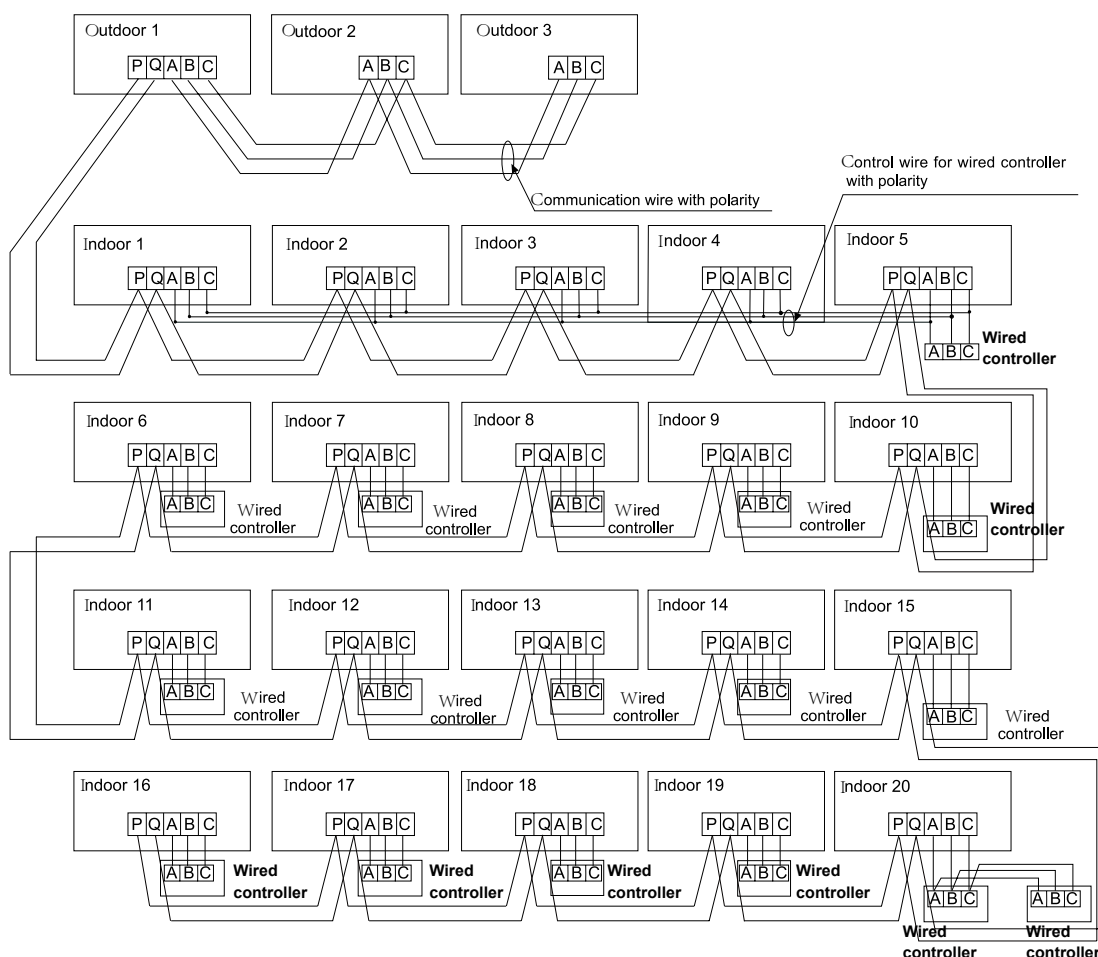 Outdoor 1
Outdoor 2
Outdoor 3
P Q A B C
A B C
A B C
Control wire for wired controller
with polarity
Communication wire with polarity
Indoor 1
Indoor 2
Indoor 3
Indoor 4
Indoor 5
P Q A B C
P Q A B C
P Q A B C
P Q A B C
P Q A B C
A B C
Wired
controller
Indoor 6
Indoor 7
Indoor 8
Indoor 9
Indoor 10
P Q A B C
P Q A B C
P Q A B C
P Q A B C
P Q A B C
A B C
Wired
controller
A B C
Wired
controller
A B C
Wired
controller
A B C
Wired
controller
A B C
Wired
controller
Indoor 11
Indoor 12
Indoor 13
Indoor 14
Indoor 15
P Q A B C
P Q A B C
P Q A B C
P Q A B C
P Q A B C
A B C
Wired
controller
A B C
Wired
controller
A B C
Wired
controller
A B C
Wired
controller
A B C
Wired
controller
Indoor 16
Indoor 17
Indoor 18
Indoor 19
Indoor 20
P Q A B C
P Q A B C
P Q A B C
P Q A B C
P Q A B C
A B C
Wired
controller
A B C
Wired
controller
A B C
Wired
controller
A B C
Wired
controller
A B C
Wired
controller
A B C
Wired
controller